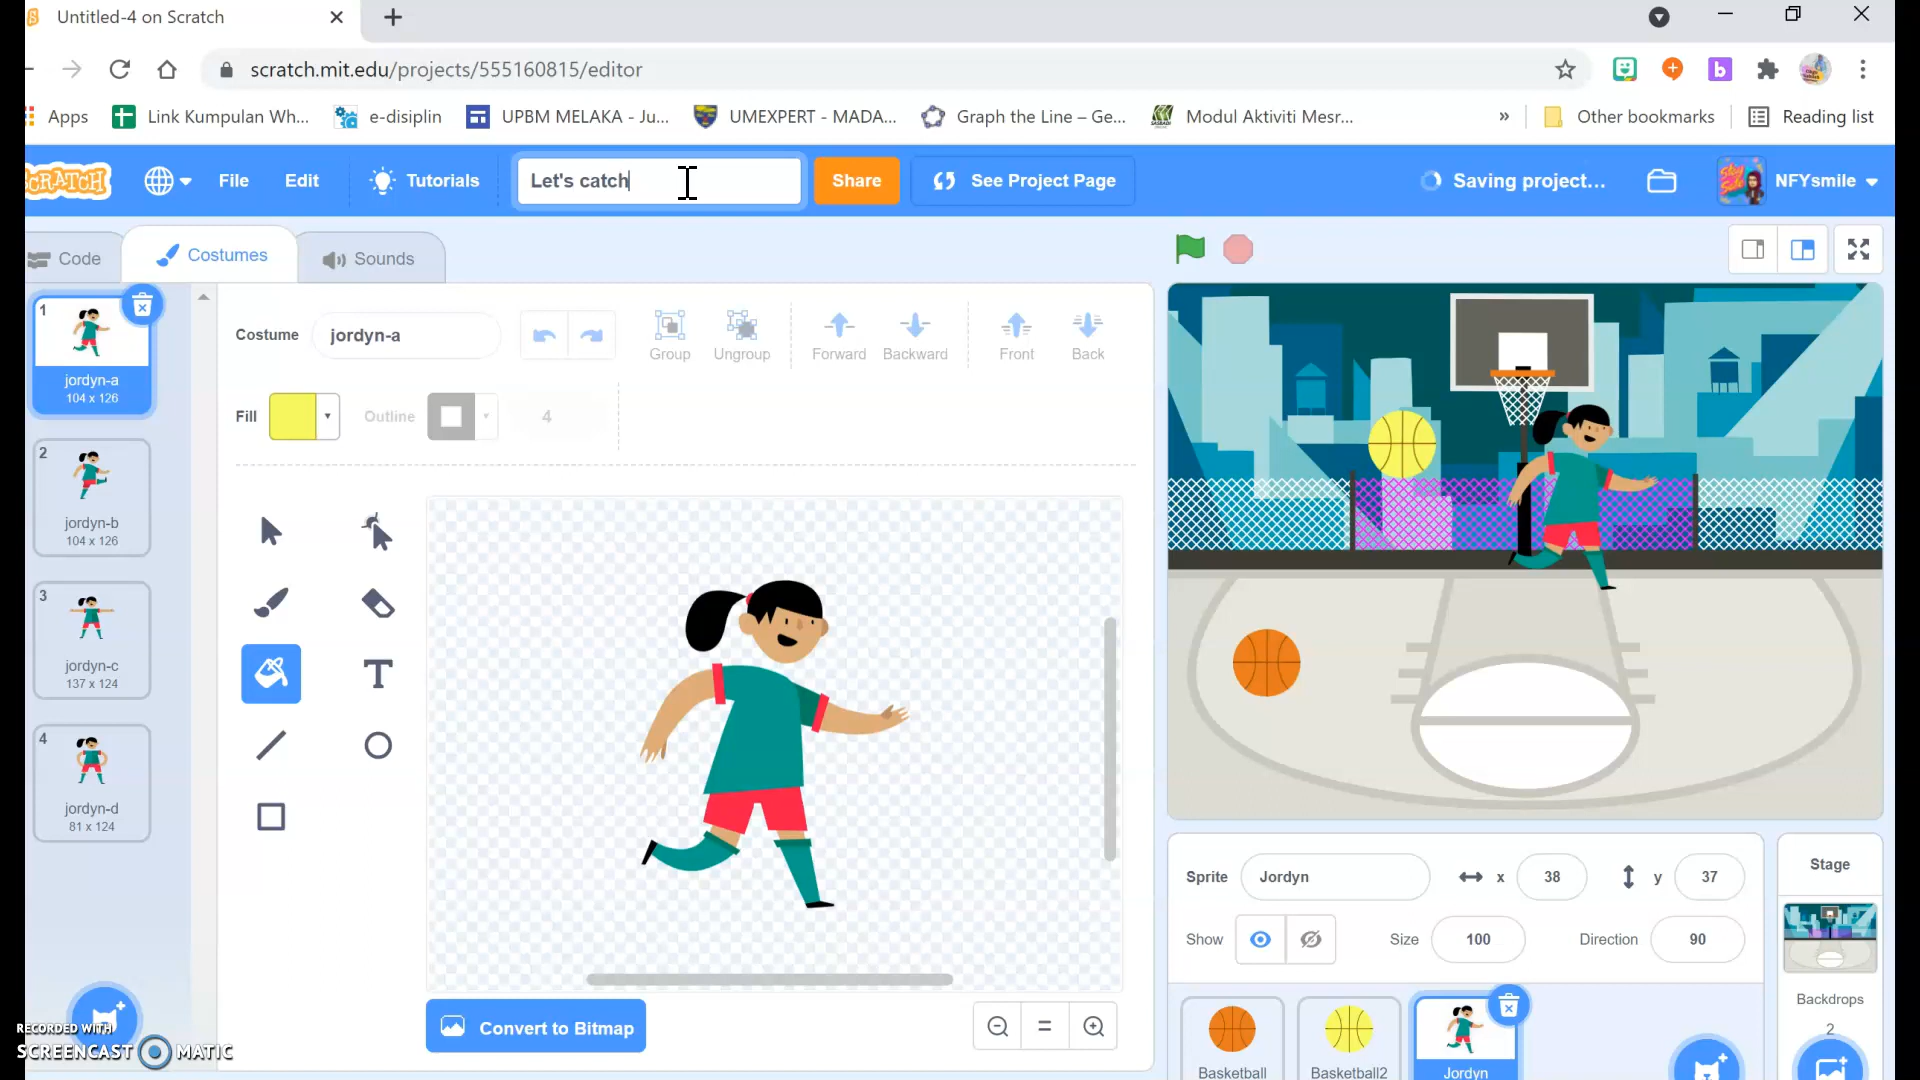 Untitled-4 on Scratch
scratch.mit.edu/projects/555160815/editor
Apps Link Kumpulan Wh... e-disiplin UPBM MELAKA - Ju... UMEXPERT - MADA... Graph the Line – Ge... Modul Aktiviti Mesr... » Other bookmarks Reading list
SCRATCH File Edit Tutorials Let's catch Share See Project Page Saving project... NFYsmile
Code Costumes Sounds
1
jordyn-a
104 x 126
2
jordyn-b
104 x 126
3
jordyn-c
137 x 124
4
jordyn-d
81 x 124
Costume jordyn-a Group Ungroup Forward Backward Front Back
Fill Outline 4
Convert to Bitmap
Sprite Jordyn x 38 y 37
Show Size 100 Direction 90
Basketball Basketball2 Jordyn
Stage
Backdrops
2
RECORDED WITH
SCREENCAST MATIC